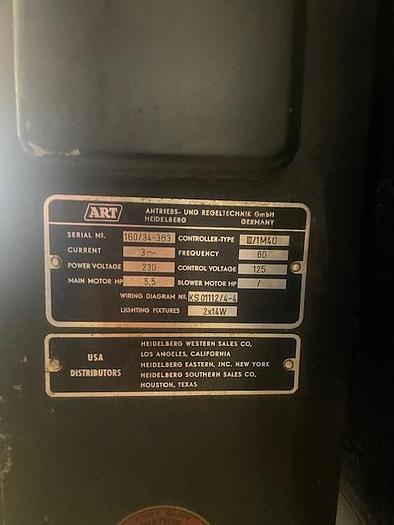 ART ANTRIEBS- UND REGELTECHNIK GmbH
HEIDELBERG GERMANY
SERIAL Nr. 160/34-383 CONTROLLER-TYPE III/1M4U
CURRENT 3~ FREQUENCY 60
POWER VOLTAGE 230 CONTROL VOLTAGE 125
MAIN MOTOR HP 5,5 BLOWER MOTOR HP /
WIRING DIAGRAM Nr. KS 01112/4-4
LIGHTING FIXTURES 2x14W
USA DISTRIBUTORS
HEIDELBERG WESTERN SALES CO,
LOS ANGELES, CALIFORNIA
HEIDELBERG EASTERN, JNC. NEW YORK
HEIDELBERG SOUTHERN SALES CO,
HOUSTON, TEXAS